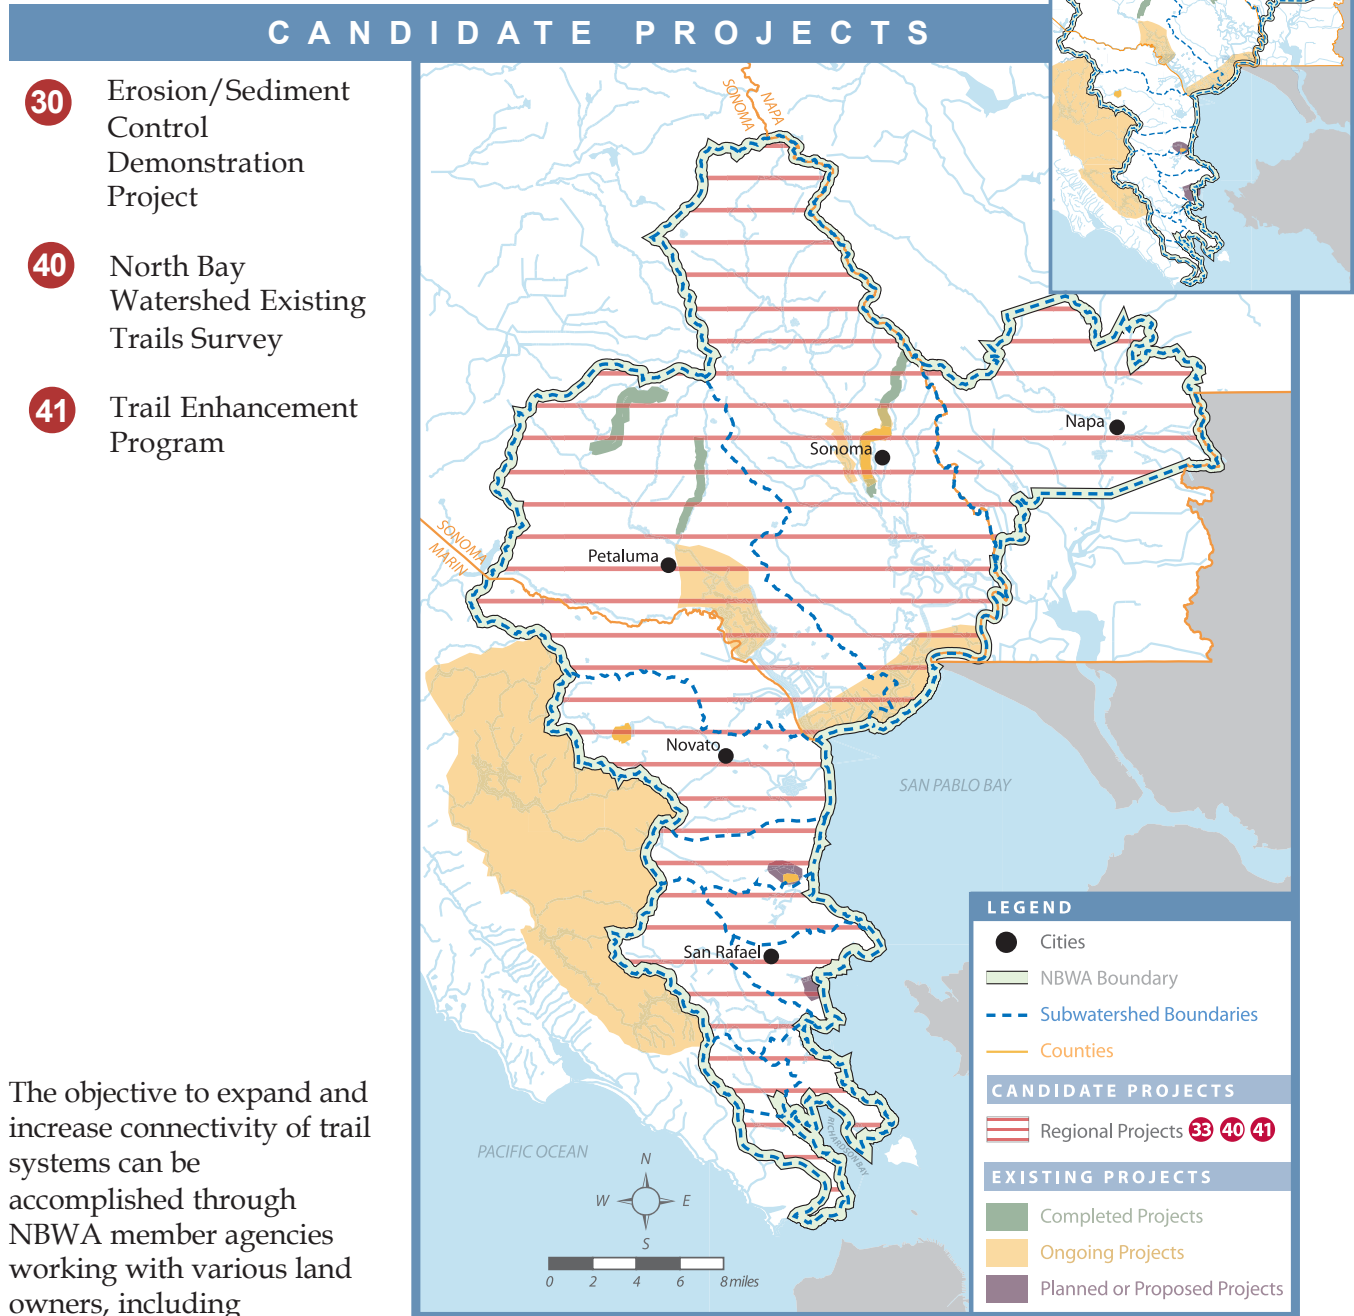 CANDIDATE PROJECTS
30 Erosion/Sediment
Control
Demonstration
Project
40 North Bay
Watershed Existing
Trails Survey
41 Trail Enhancement
Program
The objective to expand and
increase connectivity of trail
systems can be
accomplished through
NBWA member agencies
working with various land
owners, including
NAPA
SONOMA
Napa
Sonoma
SONOMA
MARIN
Petaluma
Novato
SAN PABLO BAY
San Rafael
RICHARDSON BAY
PACIFIC OCEAN
N
W E
S
0 2 4 6 8 miles
LEGEND
Cities
NBWA Boundary
Subwatershed Boundaries
Counties
CANDIDATE PROJECTS
Regional Projects 33 40 41
EXISTING PROJECTS
Completed Projects
Ongoing Projects
Planned or Proposed Projects